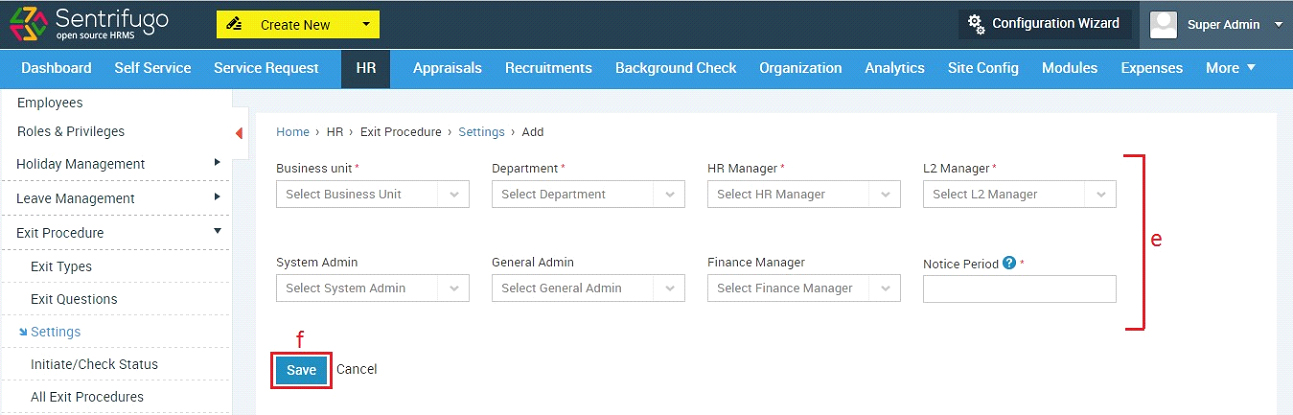 Sentrifugo
open source HRMS
Create New
Configuration Wizard
Super Admin
Dashboard Self Service Service Request HR Appraisals Recruitments Background Check Organization Analytics Site Config Modules Expenses More
Employees
Roles & Privileges
Holiday Management
Leave Management
Exit Procedure
Exit Types
Exit Questions
Settings
Initiate/Check Status
All Exit Procedures
Home › HR › Exit Procedure › Settings › Add
Business unit * Department * HR Manager * L2 Manager *
Select Business Unit Select Department Select HR Manager Select L2 Manager
e
System Admin General Admin Finance Manager Notice Period ? *
Select System Admin Select General Admin Select Finance Manager
f
Save Cancel